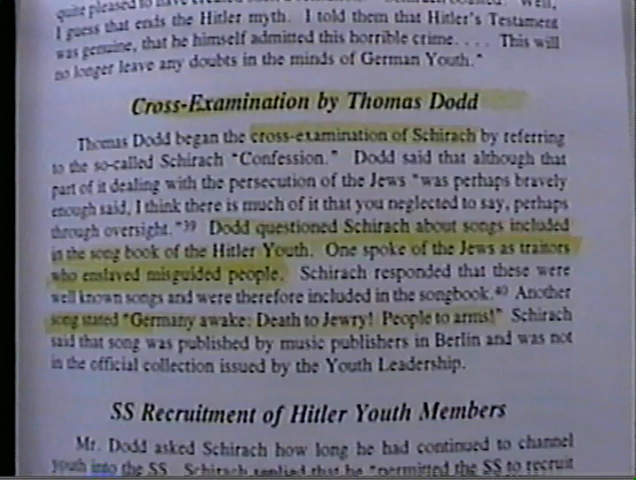 quite pleased to have
I guess that ends the Hitler myth. I told them that Hitler's Testament
was genuine, that he himself admitted this horrible crime. . . . This will
no longer leave any doubts in the minds of German Youth."
Cross-Examination by Thomas Dodd
Thomas Dodd began the cross-examination of Schirach by referring
to the so-called Schirach "Confession." Dodd said that although that
part of it dealing with the persecution of the Jews "was perhaps bravely
enough said, I think there is much of it that you neglected to say, perhaps
through oversight."39 Dodd questioned Schirach about songs included
in the song book of the Hitler Youth. One spoke of the Jews as traitors
who enslaved misguided people. Schirach responded that these were
well known songs and were therefore included in the songbook.40 Another
song stated "Germany awake: Death to Jewry! People to arms!" Schirach
said that song was published by music publishers in Berlin and was not
in the official collection issued by the Youth Leadership.
SS Recruitment of Hitler Youth Members
Mr. Dodd asked Schirach how long he had continued to channel
youth into the SS. Schirach replied that he "permitted the SS to recruit